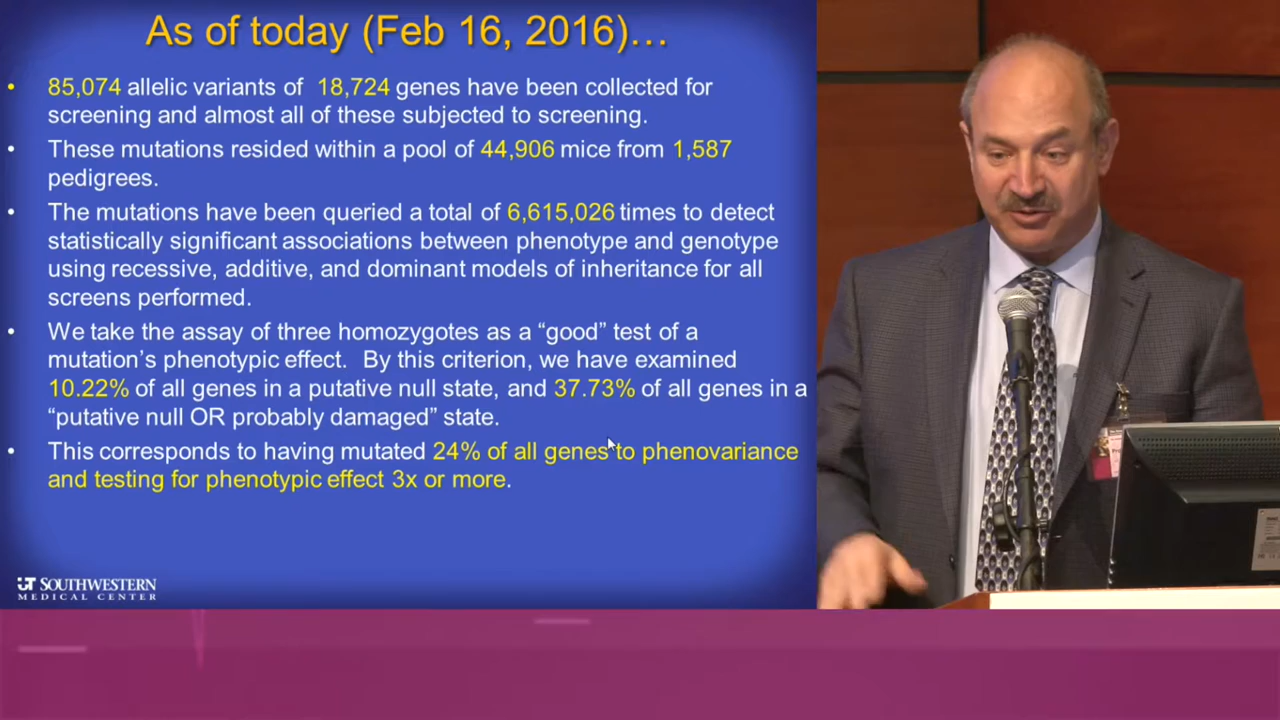 As of today (Feb 16, 2016)…
• 85,074 allelic variants of 18,724 genes have been collected for
screening and almost all of these subjected to screening.
• These mutations resided within a pool of 44,906 mice from 1,587
pedigrees.
• The mutations have been queried a total of 6,615,026 times to detect
statistically significant associations between phenotype and genotype
using recessive, additive, and dominant models of inheritance for all
screens performed.
• We take the assay of three homozygotes as a “good” test of a
mutation’s phenotypic effect. By this criterion, we have examined
10.22% of all genes in a putative null state, and 37.73% of all genes in a
“putative null OR probably damaged” state.
• This corresponds to having mutated 24% of all genes to phenovariance
and testing for phenotypic effect 3x or more.
UT SOUTHWESTERN
MEDICAL CENTER